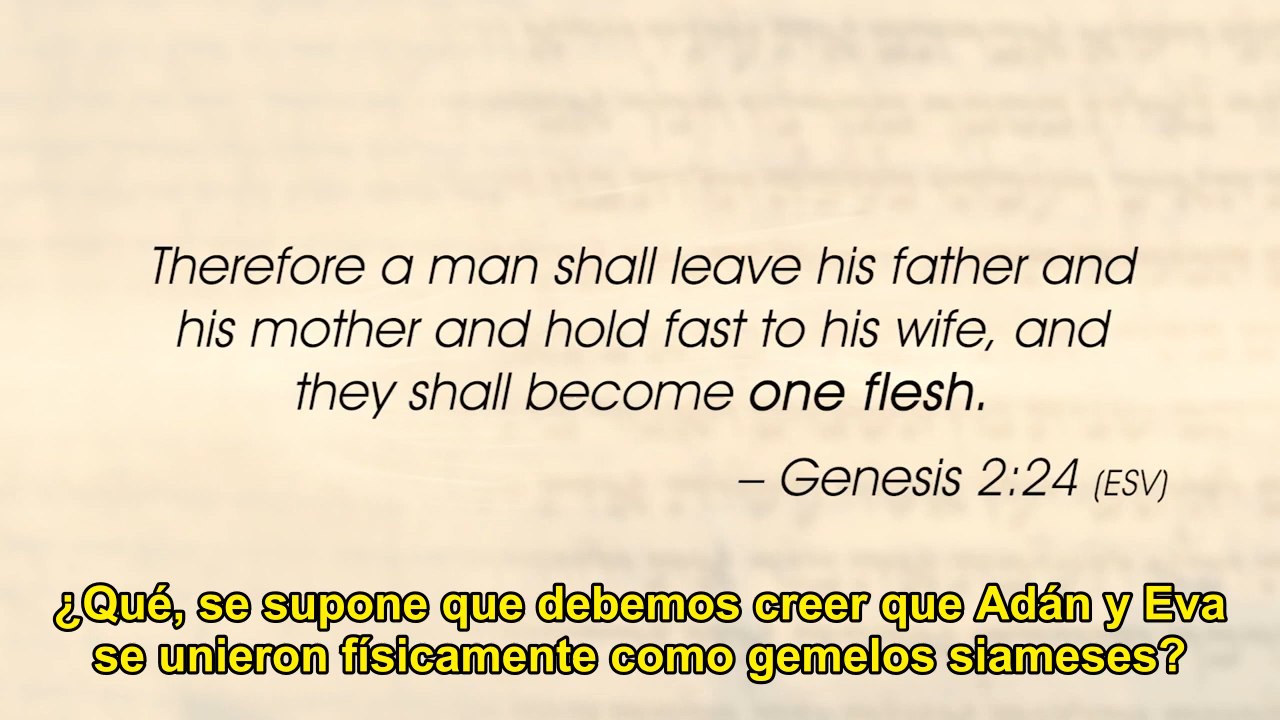 Therefore a man shall leave his father and
his mother and hold fast to his wife, and
they shall become one flesh.
– Genesis 2:24 (ESV)
¿Qué, se supone que debemos creer que Adán y Eva
se unieron físicamente como gemelos siameses?